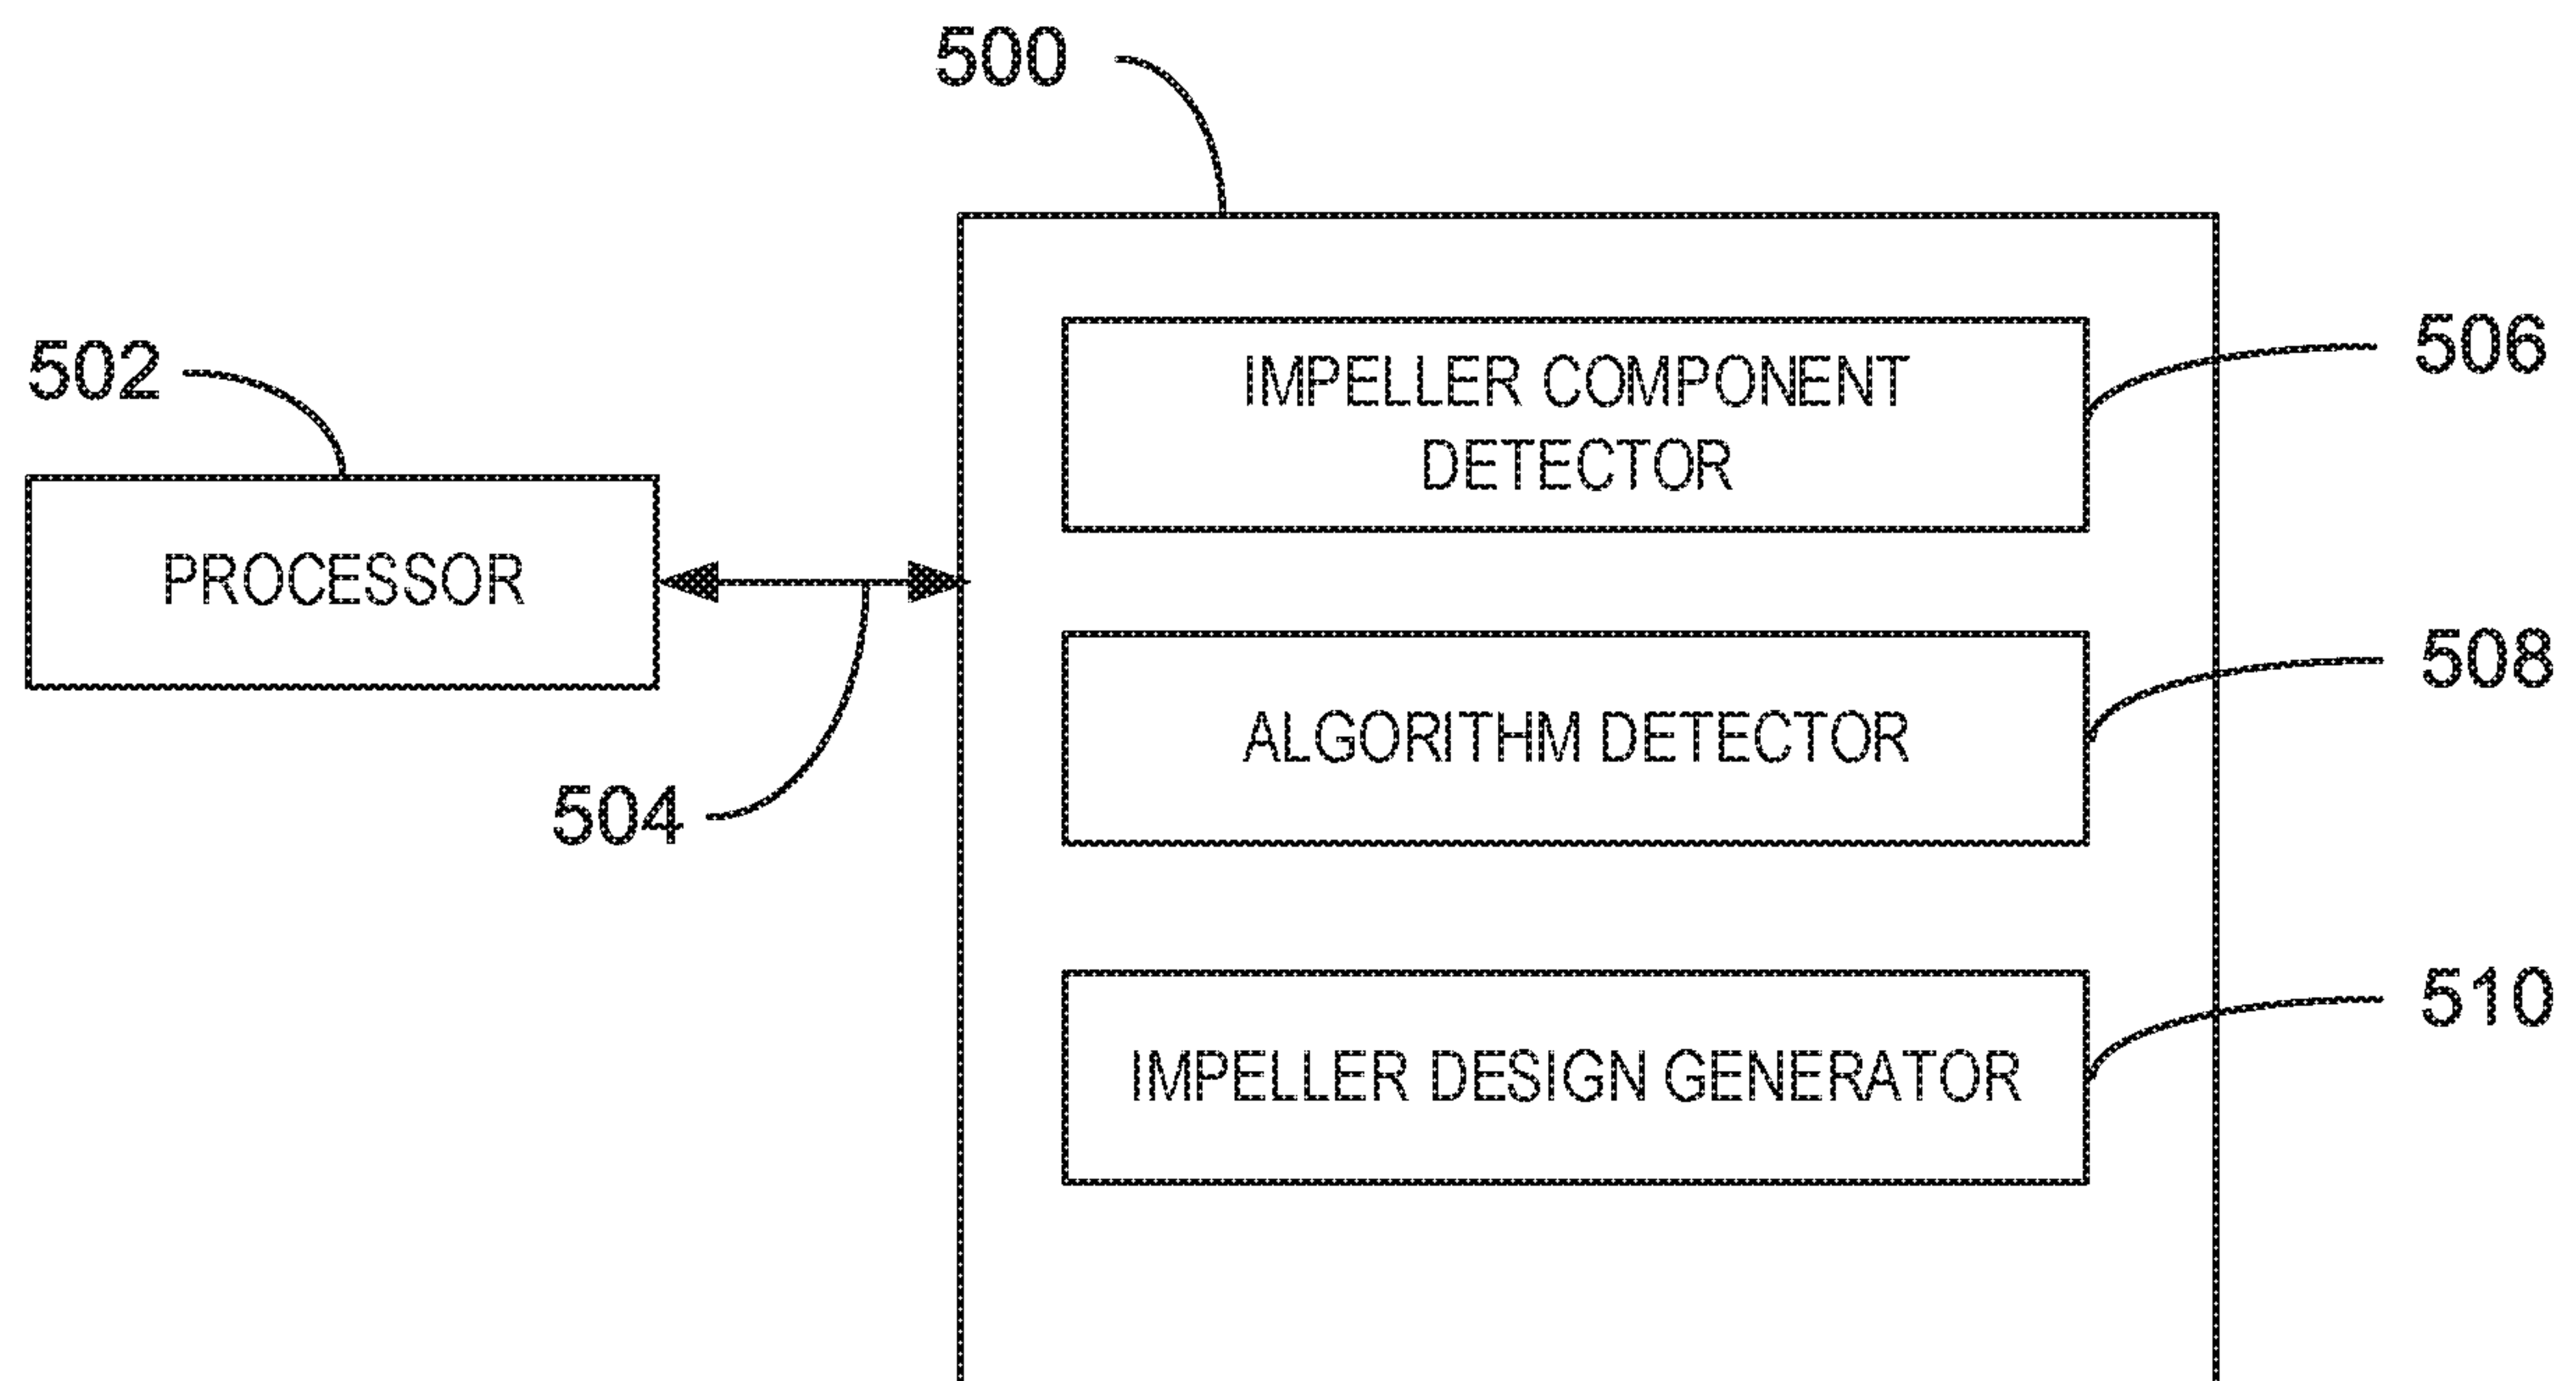 500
502
PROCESSOR
504
IMPELLER COMPONENT
DETECTOR
506
ALGORITHM DETECTOR
508
IMPELLER DESIGN GENERATOR
510